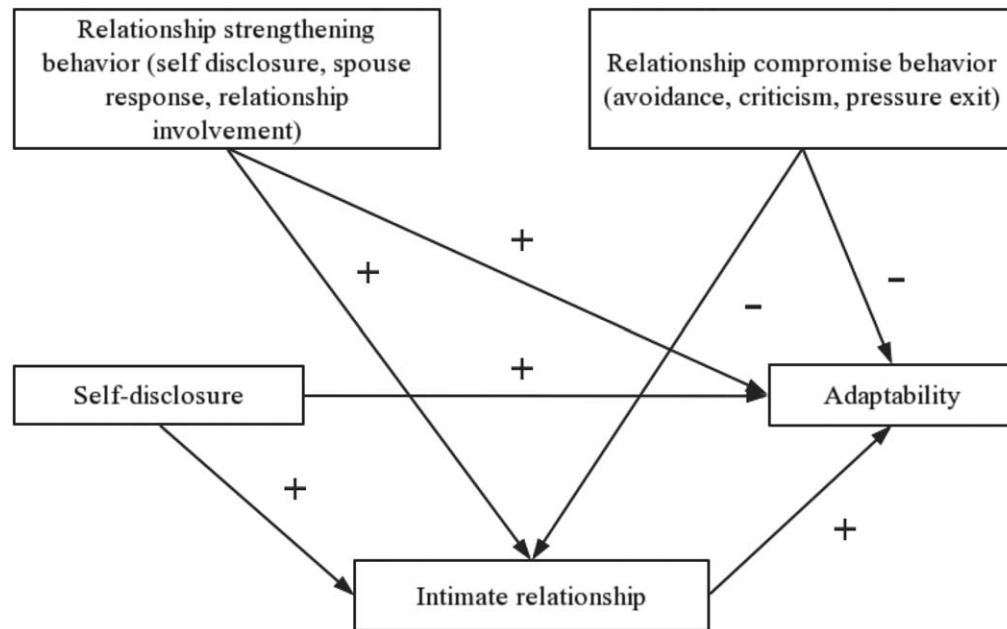 Relationship strengthening
behavior (self disclosure, spouse
response, relationship
involvement)
Relationship compromise behavior
(avoidance, criticism, pressure exit)
+
+
-
-
Self-disclosure
+
Adaptability
+
+
Intimate relationship